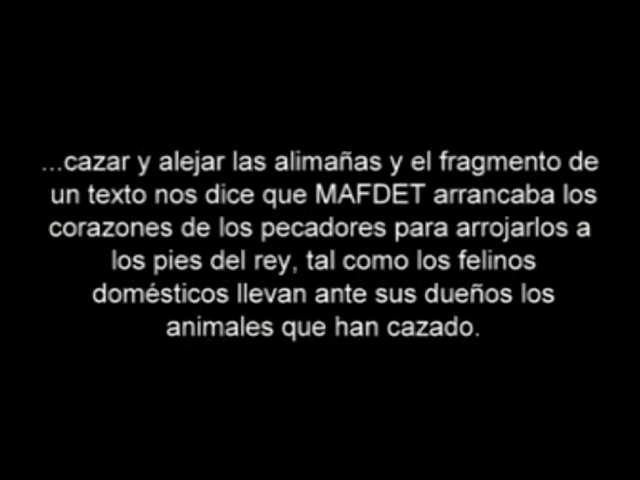 ...cazar y alejar las alimañas y el fragmento de
un texto nos dice que MAFDET arrancaba los
corazones de los pecadores para arrojarlos a
los pies del rey, tal como los felinos
domésticos llevan ante sus dueños los
animales que han cazado.